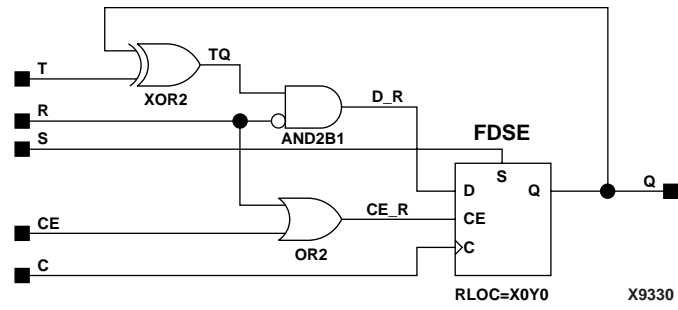 T
TQ
XOR2
R
D_R
S
AND2B1
FDSE
S
D
Q
Q
CE_R
CE
CE
OR2
C
C
RLOC=X0Y0
X9330